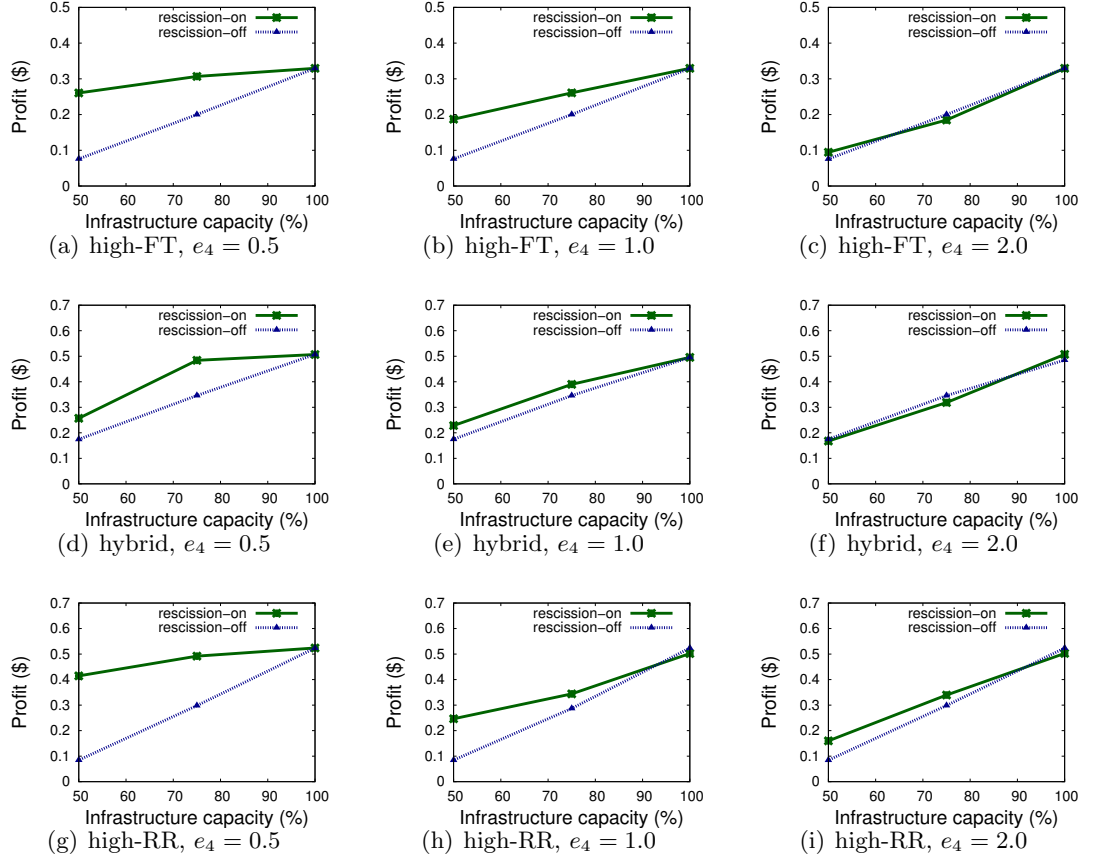 0.5
0.4
0.3
0.2
0.1
0
Profit ($)
rescission-on
rescission-off
50 60 70 80 90 100
Infrastructure capacity (%)
(a) high-FT, e4 = 0.5
0.5
0.4
0.3
0.2
0.1
0
Profit ($)
rescission-on
rescission-off
50 60 70 80 90 100
Infrastructure capacity (%)
(b) high-FT, e4 = 1.0
0.5
0.4
0.3
0.2
0.1
0
Profit ($)
rescission-on
rescission-off
50 60 70 80 90 100
Infrastructure capacity (%)
(c) high-FT, e4 = 2.0
0.7
0.6
0.5
0.4
0.3
0.2
0.1
0
Profit ($)
rescission-on
rescission-off
50 60 70 80 90 100
Infrastructure capacity (%)
(d) hybrid, e4 = 0.5
0.7
0.6
0.5
0.4
0.3
0.2
0.1
0
Profit ($)
rescission-on
rescission-off
50 60 70 80 90 100
Infrastructure capacity (%)
(e) hybrid, e4 = 1.0
0.7
0.6
0.5
0.4
0.3
0.2
0.1
0
Profit ($)
rescission-on
rescission-off
50 60 70 80 90 100
Infrastructure capacity (%)
(f) hybrid, e4 = 2.0
0.7
0.6
0.5
0.4
0.3
0.2
0.1
0
Profit ($)
rescission-on
rescission-off
50 60 70 80 90 100
Infrastructure capacity (%)
(g) high-RR, e4 = 0.5
0.7
0.6
0.5
0.4
0.3
0.2
0.1
0
Profit ($)
rescission-on
rescission-off
50 60 70 80 90 100
Infrastructure capacity (%)
(h) high-RR, e4 = 1.0
0.7
0.6
0.5
0.4
0.3
0.2
0.1
0
Profit ($)
rescission-on
rescission-off
50 60 70 80 90 100
Infrastructure capacity (%)
(i) high-RR, e4 = 2.0